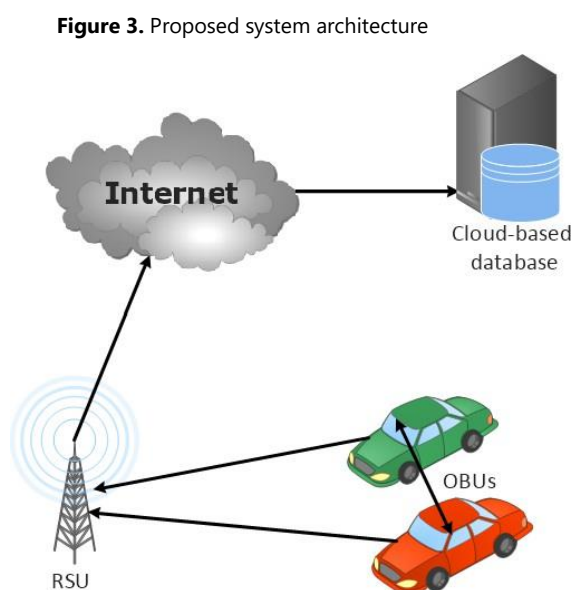 Figure 3. Proposed system architecture
Internet
Cloud-based
database
OBUs
RSU